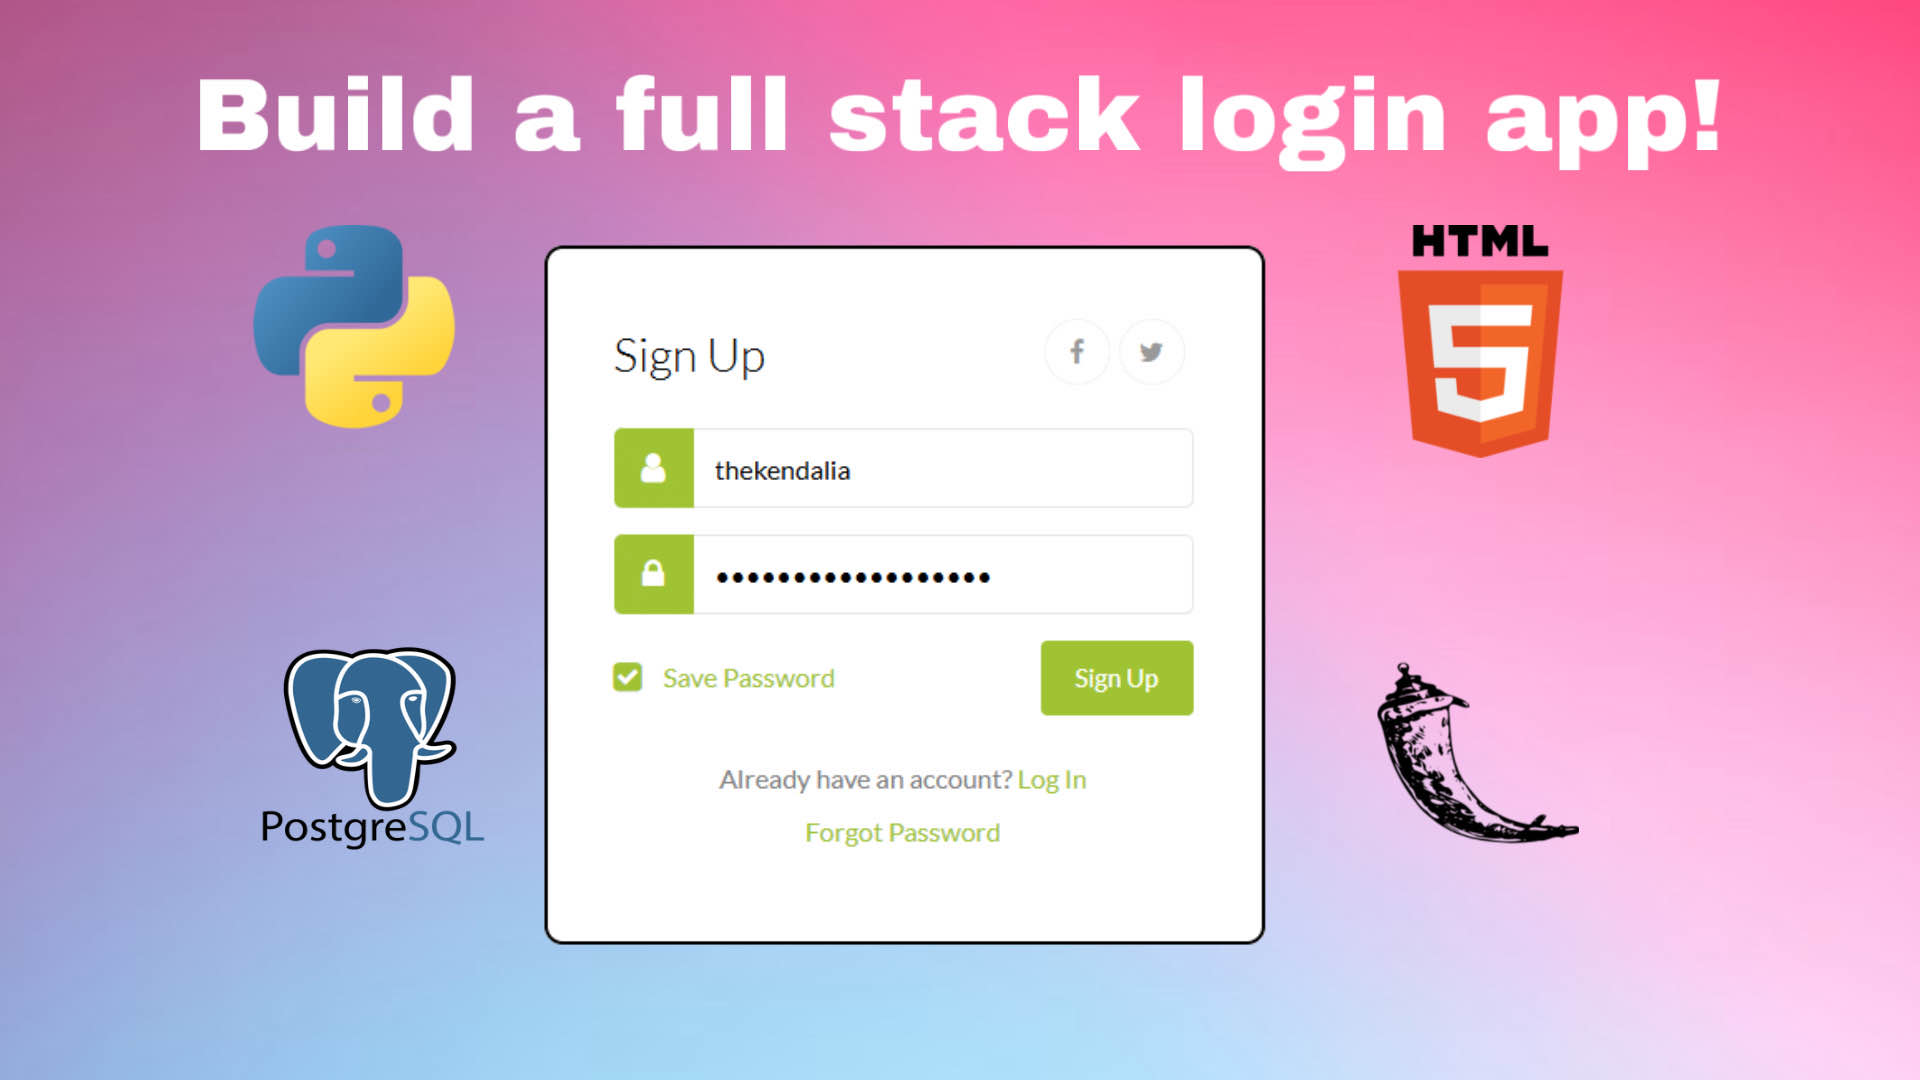 Build a full stack login app!
HTML
5
Sign Up
thekendalia
Save Password
Sign Up
Already have an account? Log In
Forgot Password
PostgreSQL